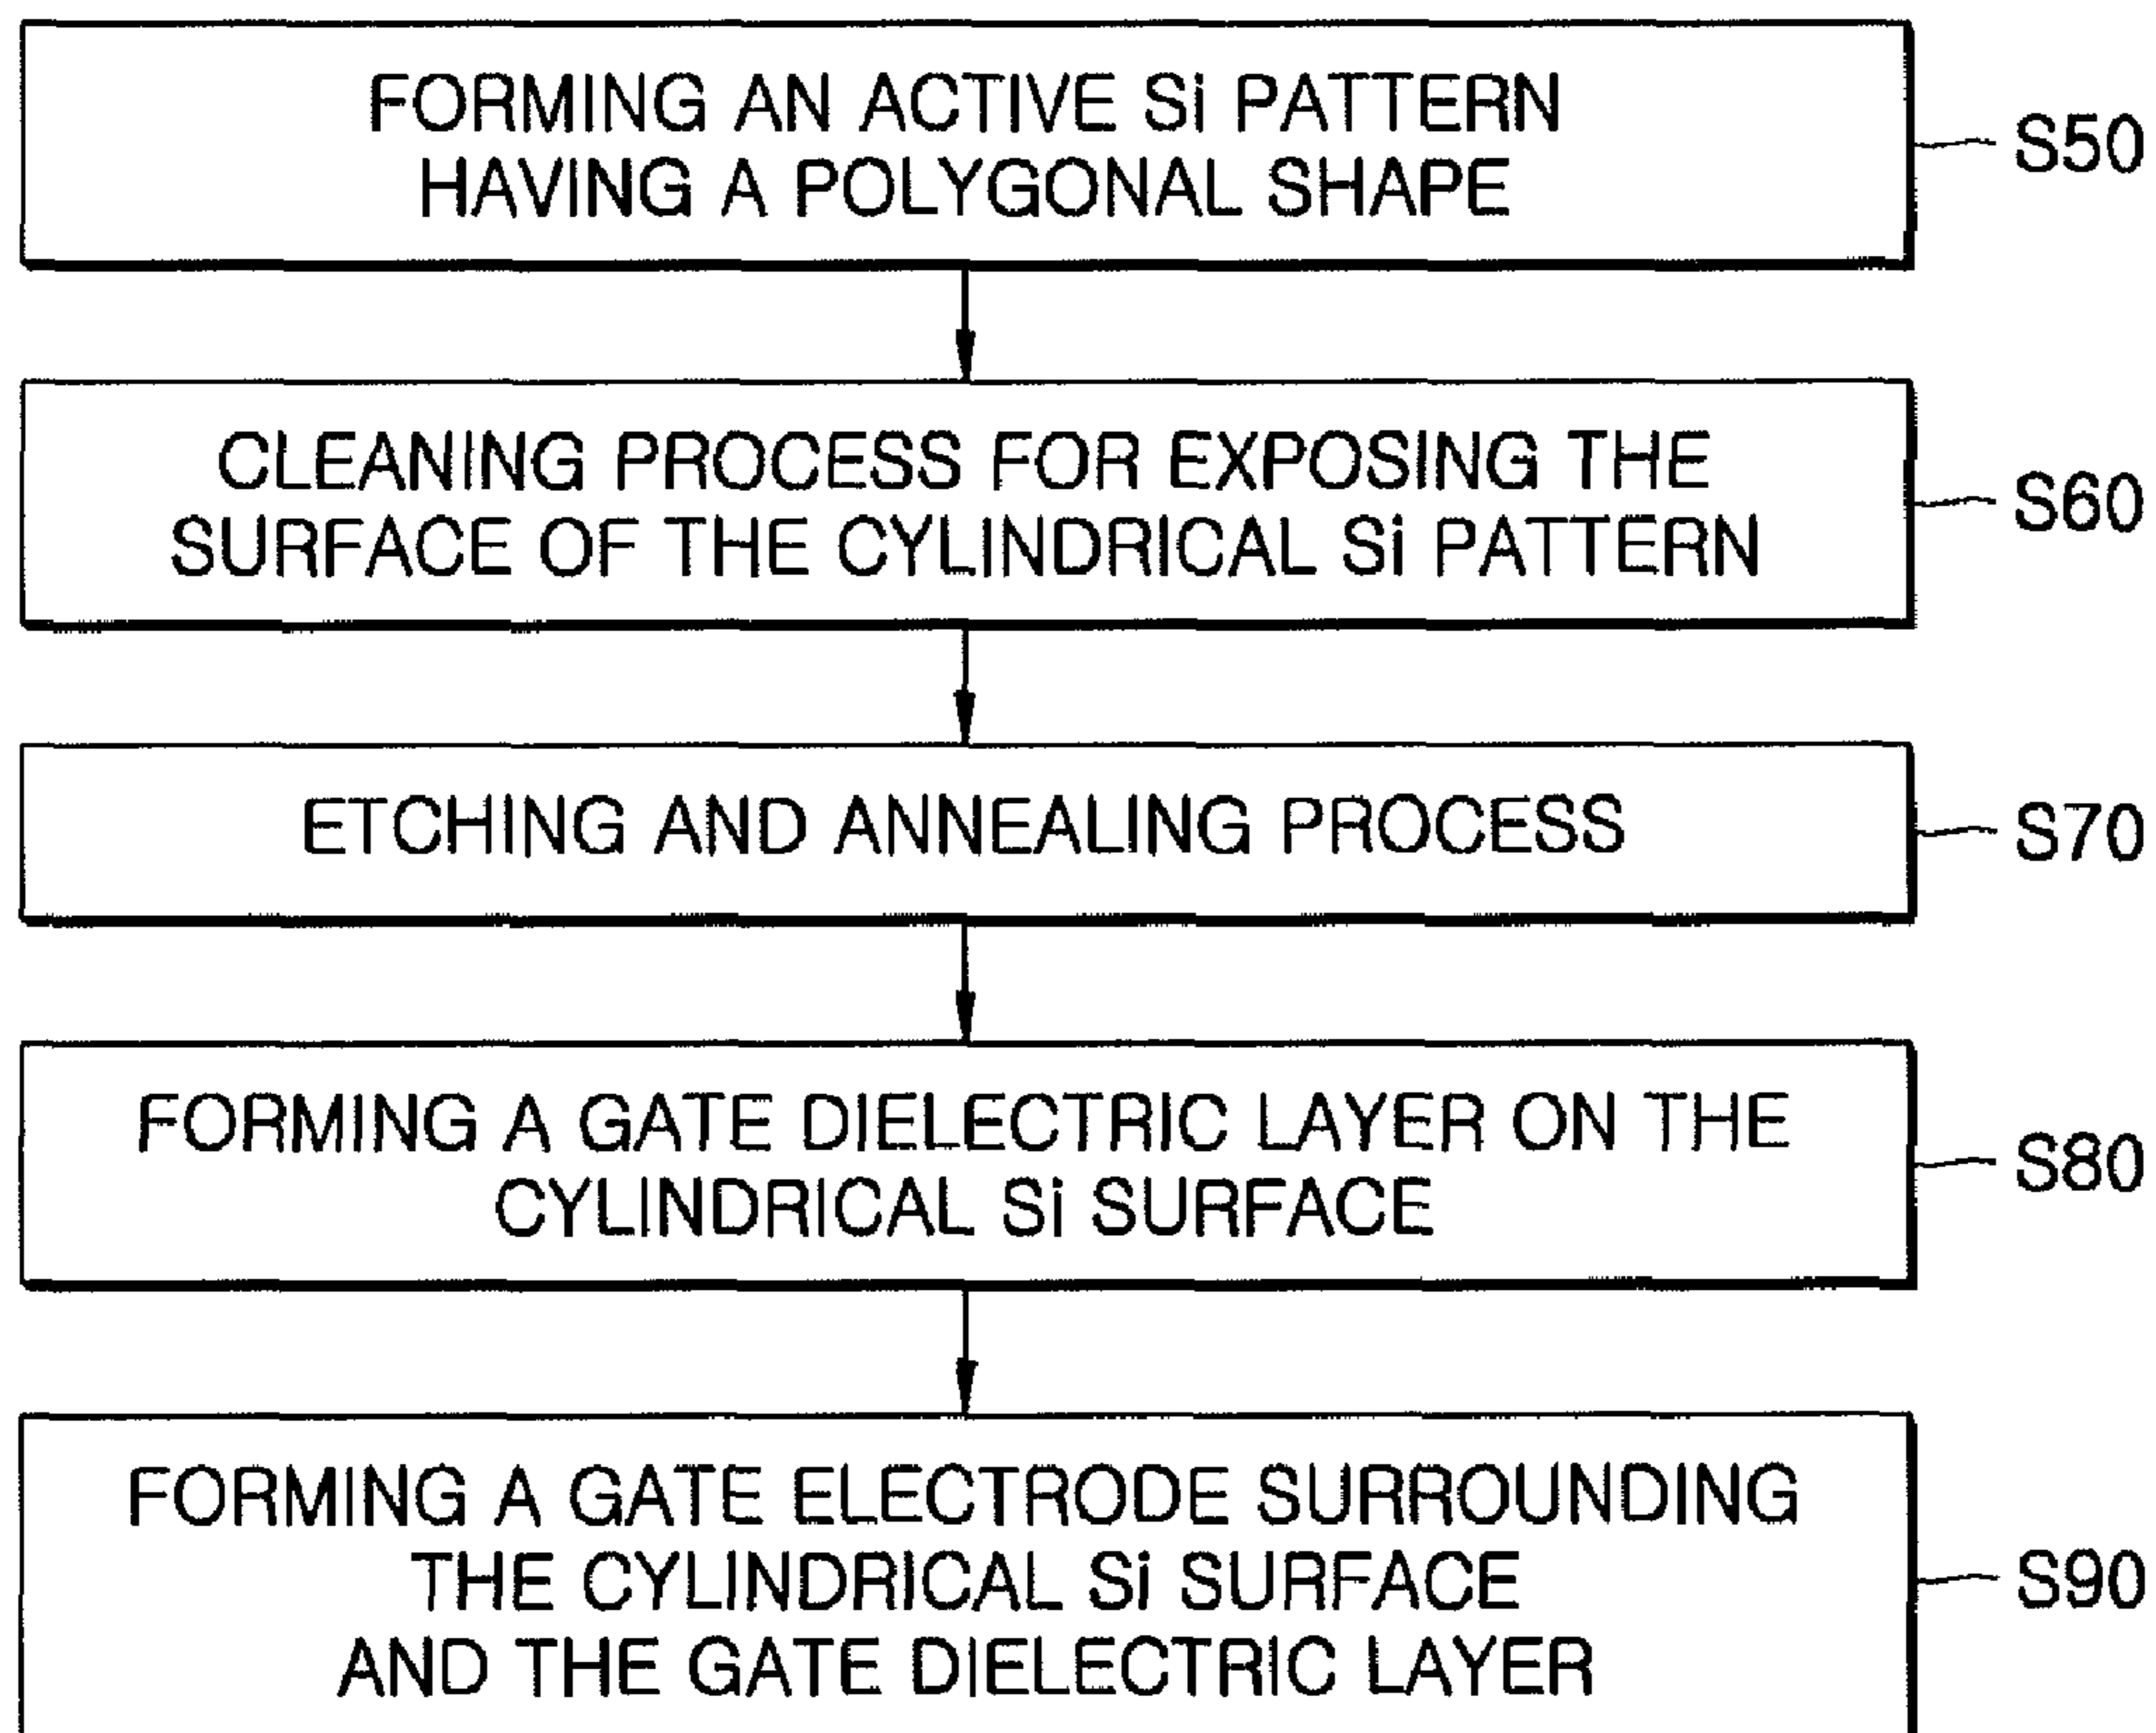 FORMING AN ACTIVE Si PATTERN
HAVING A POLYGONAL SHAPE
S50
CLEANING PROCESS FOR EXPOSING THE
SURFACE OF THE CYLINDRICAL Si PATTERN
S60
ETCHING AND ANNEALING PROCESS
S70
FORMING A GATE DIELECTRIC LAYER ON THE
CYLINDRICAL Si SURFACE
S80
FORMING A GATE ELECTRODE SURROUNDING
THE CYLINDRICAL Si SURFACE
AND THE GATE DIELECTRIC LAYER
S90